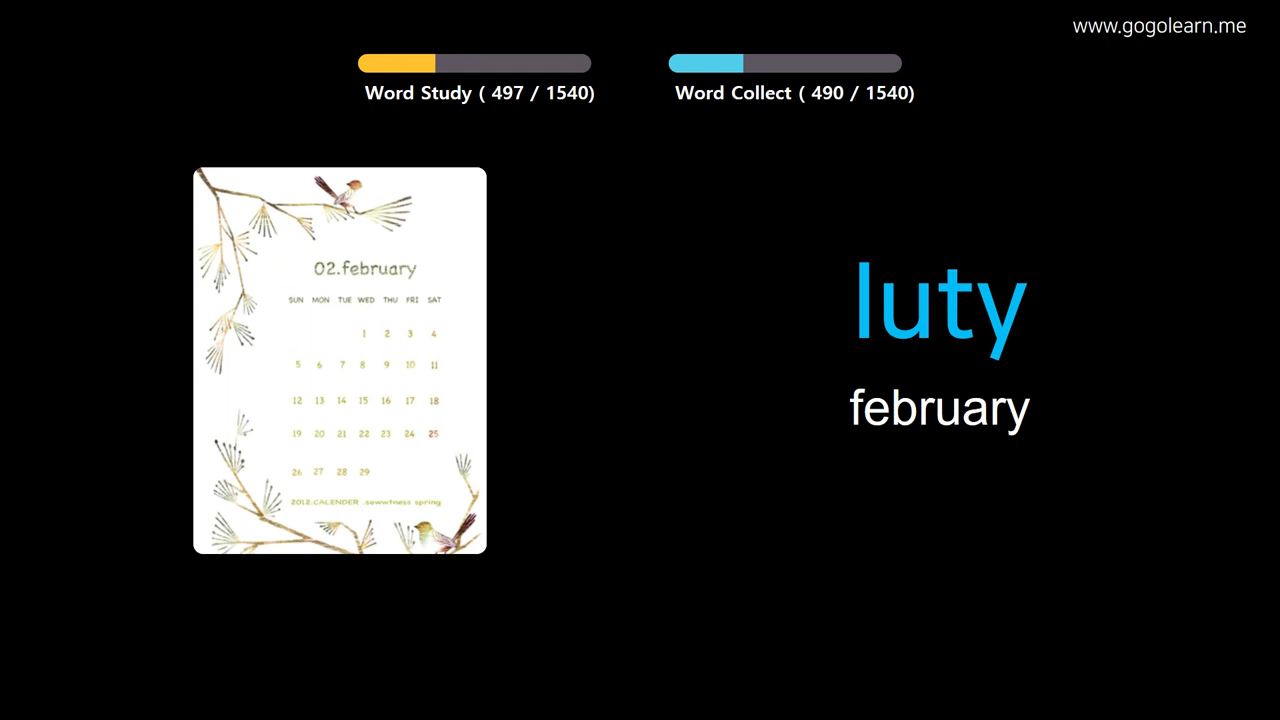 www.gogolearn.me
Word Study ( 497 / 1540)
Word Collect ( 490 / 1540)
02.february
SUN MON TUE WED THU FRI SAT
1 2 3 4
5 6 7 8 9 10 11
12 13 14 15 16 17 18
19 20 21 22 23 24 25
26 27 28 29
2012.CALENDER .sewwtness spring
luty
february